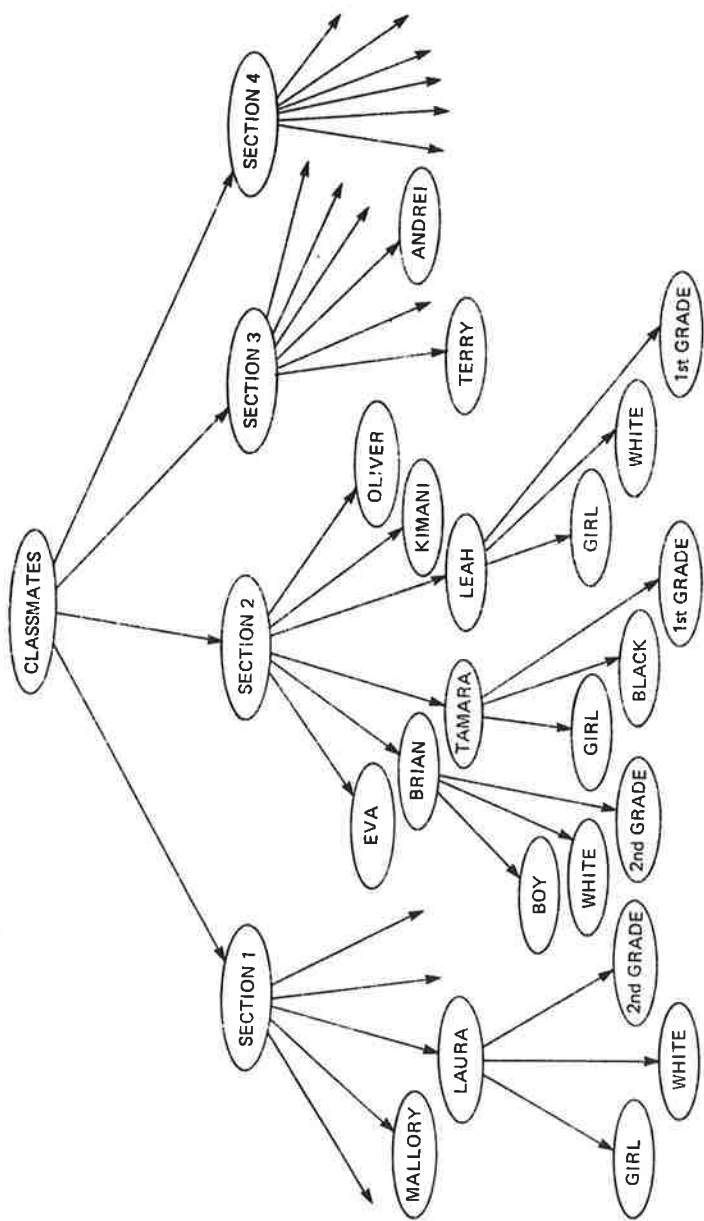 CLASSMATES
SECTION 1
SECTION 2
SECTION 3
SECTION 4
MALLORY
LAURA
EVA
BRIAN
TAMARA
LEAH
KIMANI
OLIVER
TERRY
ANDREI
GIRL
WHITE
2nd GRADE
BOY
WHITE
2nd GRADE
GIRL
BLACK
1st GRADE
GIRL
WHITE
1st GRADE